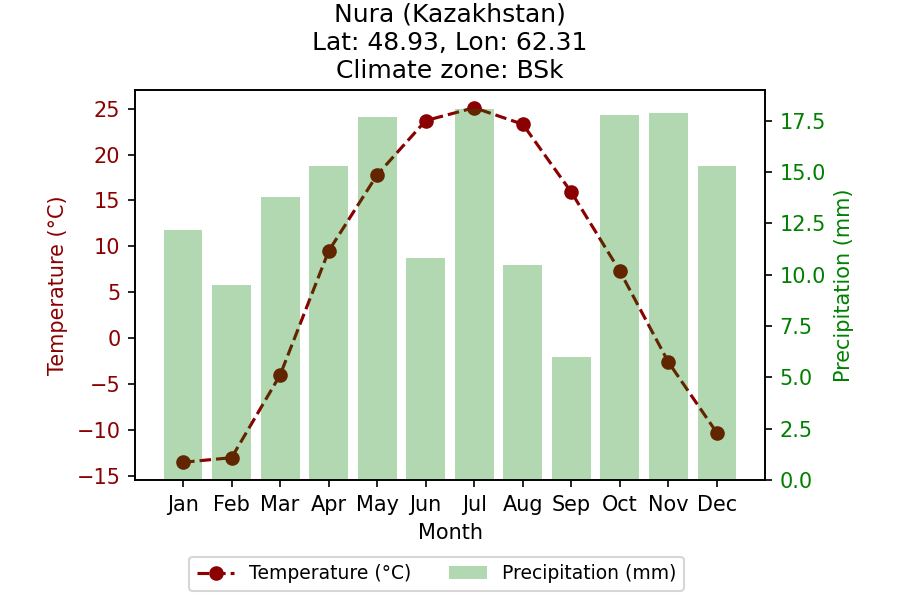 Nura (Kazakhstan)
Lat: 48.93, Lon: 62.31
Climate zone: BSk
Temperature (°C)
25
20
15
10
5
0
−5
−10
−15
17.5
15.0
12.5
10.0
7.5
5.0
2.5
0.0
Precipitation (mm)
Jan Feb Mar Apr May Jun Jul Aug Sep Oct Nov Dec
Month
Temperature (°C) Precipitation (mm)